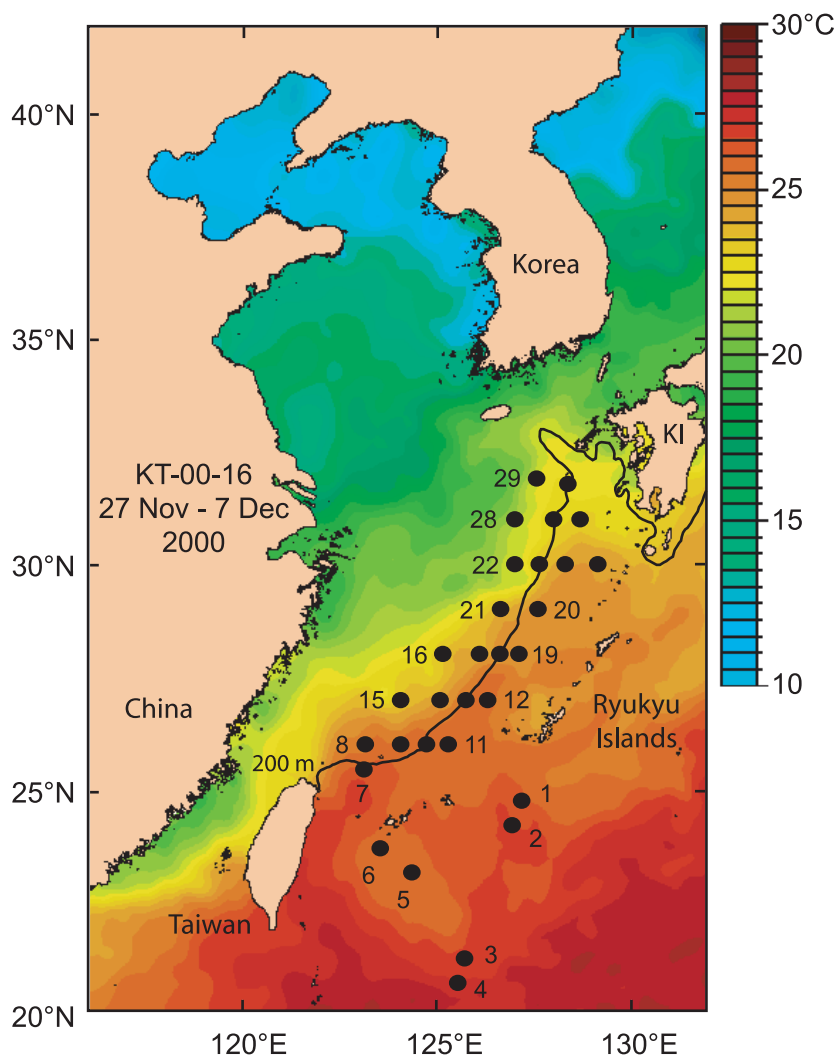 30°C
40°N
25
Korea
35°N
20
KI
KT-00-16
27 Nov - 7 Dec
2000
29
28
15
30°N
22
21
20
16
19
15
12
10
China
Ryukyu
Islands
8
11
200 m
25°N
7
1
2
6
5
Taiwan
3
4
20°N
120°E
125°E
130°E